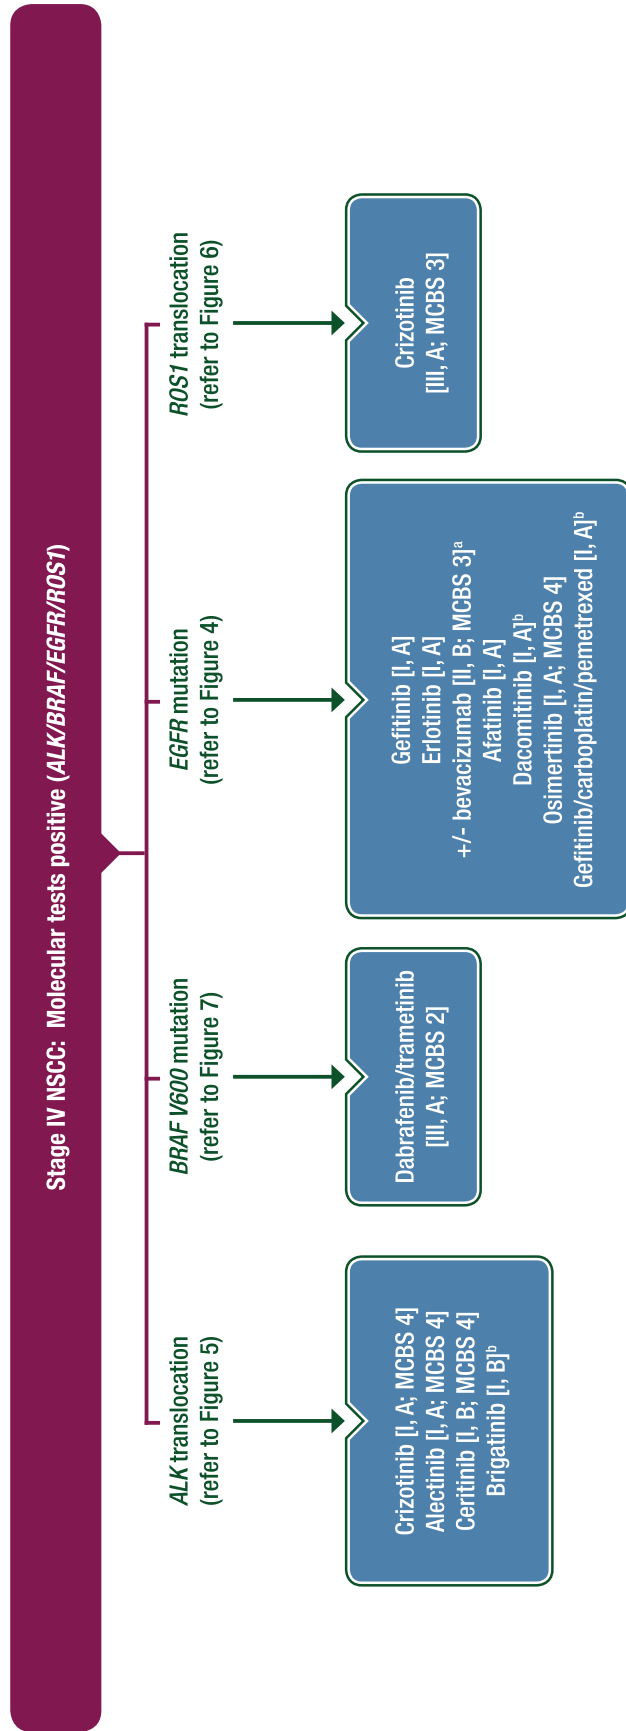 Stage IV NSCC: Molecular tests positive (ALK/BRAF/EGFR/ROS1)
ALK translocation
(refer to Figure 5)
Crizotinib [I, A; MCBS 4]
Alectinib [I, A; MCBS 4]
Ceritinib [I, B; MCBS 4]
Brigatinib [I, B]b
BRAF V600 mutation
(refer to Figure 7)
Dabrafenib/trametinib
[III, A; MCBS 2]
EGFR mutation
(refer to Figure 4)
Gefitinib [I, A]
Erlotinib [I, A]
+/- bevacizumab [II, B; MCBS 3]a
Afatinib [I, A]
Dacomitinib [I, A]b
Osimertinib [I, A; MCBS 4]
Gefitinib/carboplatin/pemetrexed [I, A]b
ROS1 translocation
(refer to Figure 6)
Crizotinib
[III, A; MCBS 3]